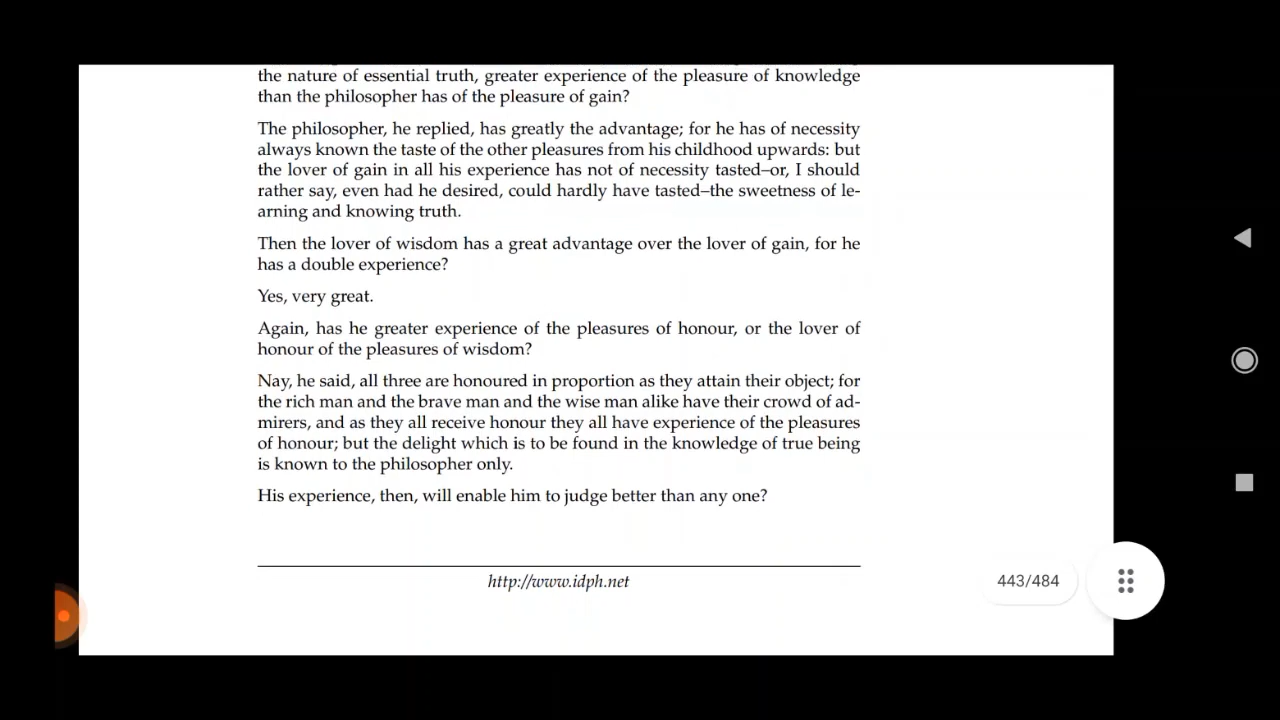 the nature of essential truth, greater experience of the pleasure of knowledge
than the philosopher has of the pleasure of gain?
The philosopher, he replied, has greatly the advantage; for he has of necessity
always known the taste of the other pleasures from his childhood upwards: but
the lover of gain in all his experience has not of necessity tasted–or, I should
rather say, even had he desired, could hardly have tasted–the sweetness of le-
arning and knowing truth.
Then the lover of wisdom has a great advantage over the lover of gain, for he
has a double experience?
Yes, very great.
Again, has he greater experience of the pleasures of honour, or the lover of
honour of the pleasures of wisdom?
Nay, he said, all three are honoured in proportion as they attain their object; for
the rich man and the brave man and the wise man alike have their crowd of ad-
mirers, and as they all receive honour they all have experience of the pleasures
of honour; but the delight which is to be found in the knowledge of true being
is known to the philosopher only.
His experience, then, will enable him to judge better than any one?
http://www.idph.net
443/484